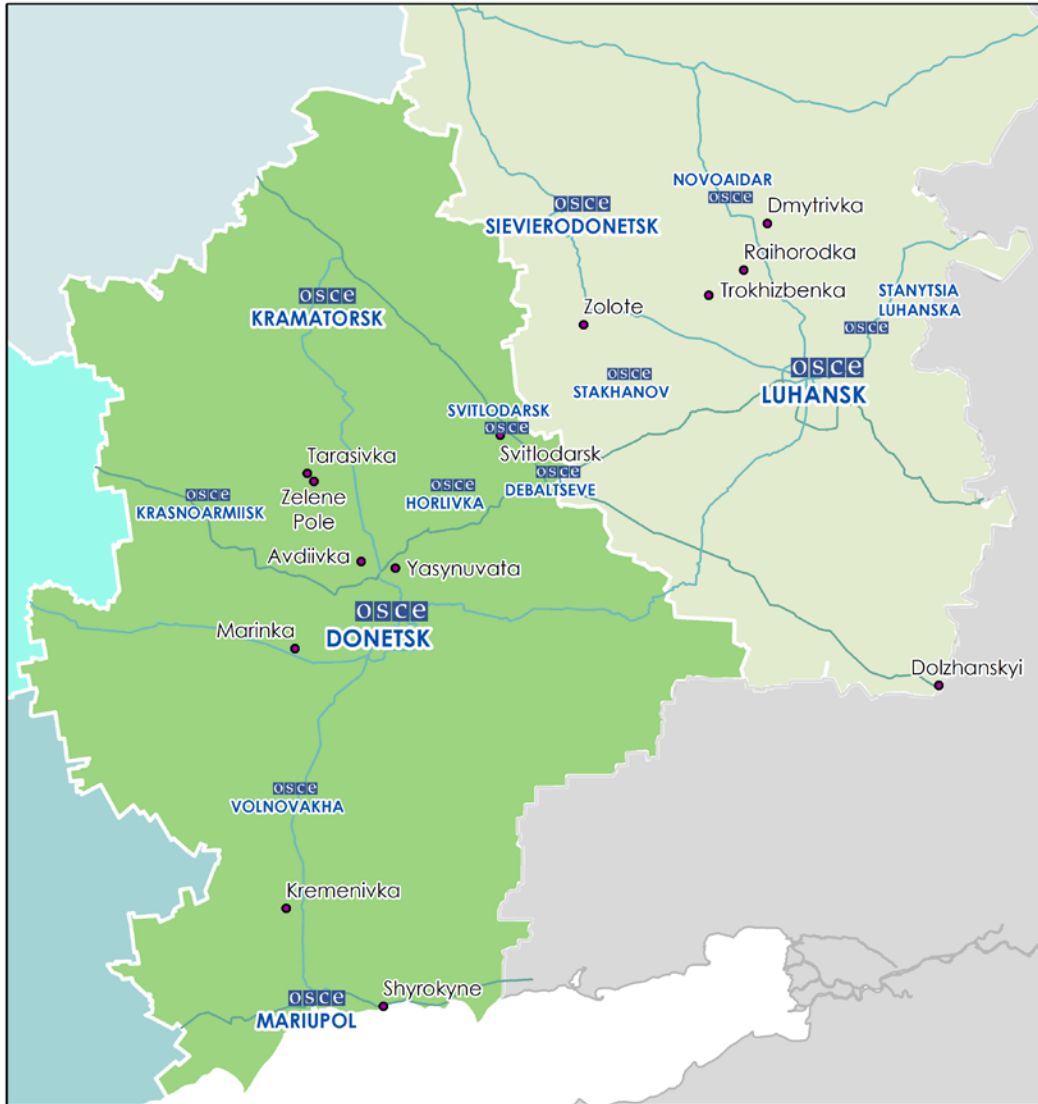 NOVOAIDAR
osce
osce
SIEVIERODONETSK
Dmytrivka
Raihorodka
Trokhizbenka
osce
KRAMATORSK
STANYTSIA
LUHANSKA
osce
Zolote
osce
LUHANSK
osce
STAKHANOV
SVITLODARSK
osce
Svitlodarsk
osce
DEBALTSEVE
Tarasivka
Zelene
Pole
osce
HORLIVKA
osce
KRASNOARMIISK
Avdiivka
Yasynuvata
osce
DONETSK
Marinka
Dolzhanskyi
osce
VOLNOVAKHA
Kremenivka
Shyrokyne
osce
MARIUPOL